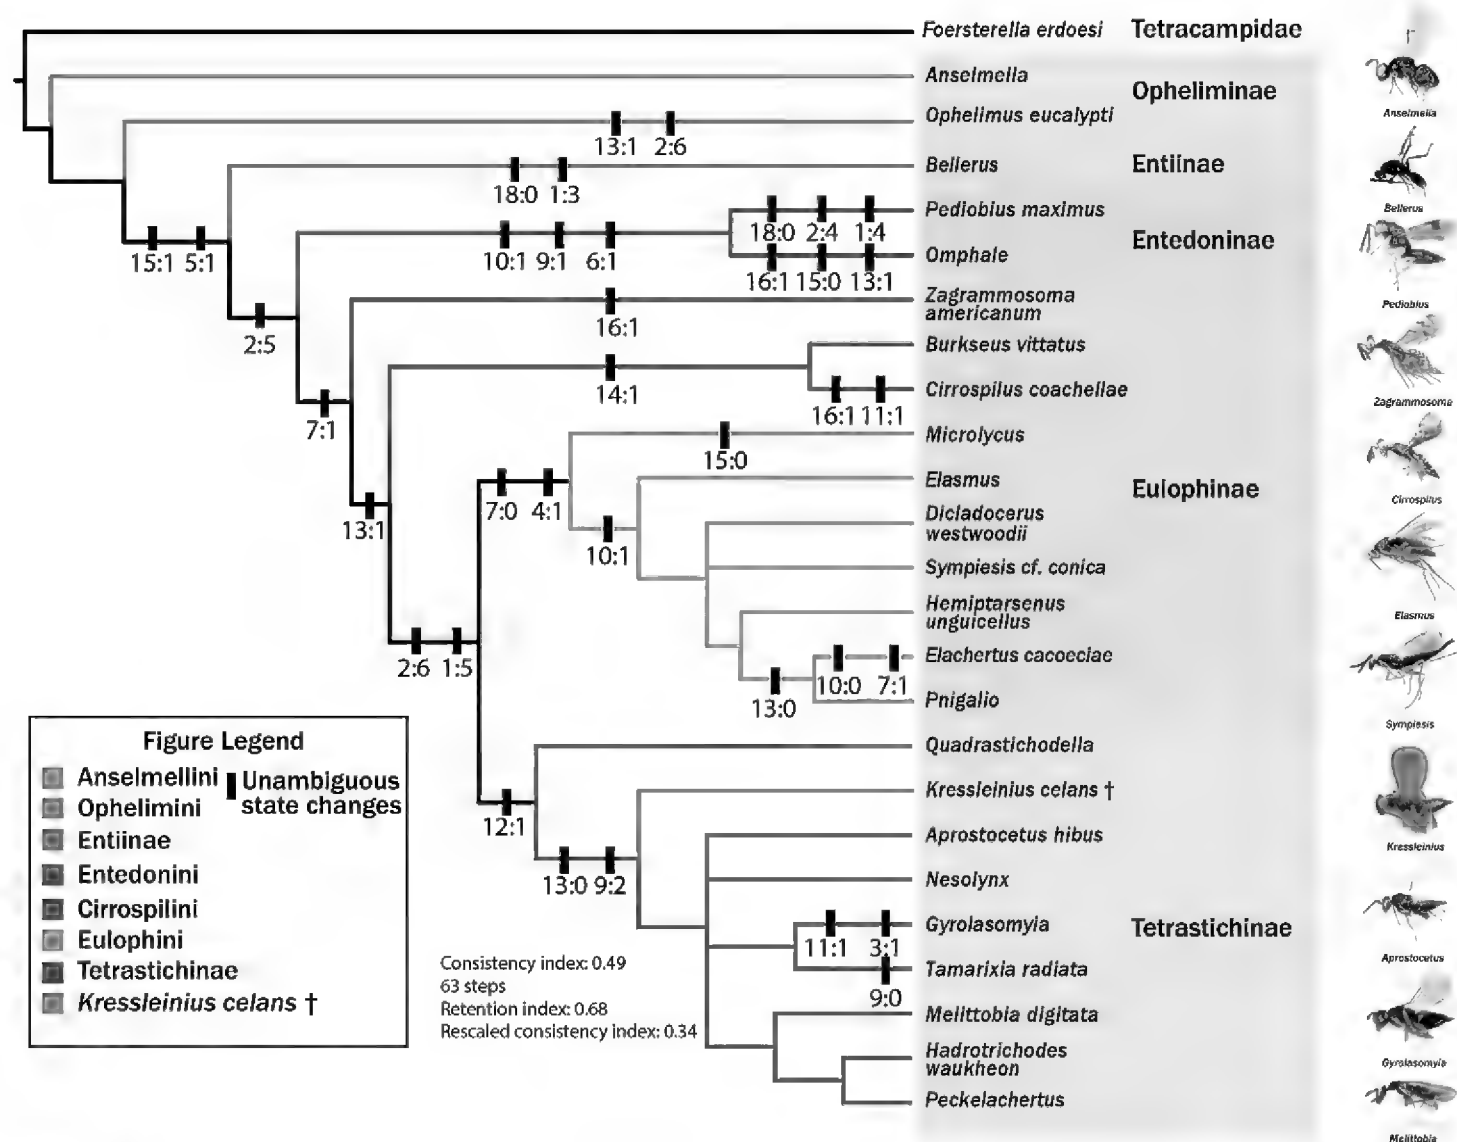 Foersterella erdoesi Tetracampidae
Anselmella
Opheliminae
Anselmella
Ophelimus eucalypti
13:1 2:6
Bellerus Entiinae
18:0 1:3
Bellerus
Pediobius maximus
18:0 2:4 1:4
Entedoninae
Omphale
15:1 5:1
10:1 9:1 6:1
16:1 15:0 13:1
Zagrammosoma
americanum
Pediobius
16:1
2:5
Burkseus vittatus
14:1
Cirrospilus coachellae
Zagrammosoma
16:1 11:1
7:1
Microlycus
15:0
Elasmus
Eulophinae
Cirrospilus
7:0 4:1
Dicladocerus
westwoodii
13:1
10:1
Sympiesis cf. conica
Hemiptarsenus
unguicellus
Elasmus
Elachertus cacoeciae
2:6 1:5
10:0 7:1
Pnigalio
13:0
Sympiesis
Quadrastichodella
Figure Legend
Anselmellini
Unambiguous
state changes
Ophelimini
Entiinae
Entedonini
Cirrospilini
Eulophini
Tetrastichinae
Kressleinius celans †
Kressleinius celans †
12:1
Aprostocetus hibus
Kressleinius
13:0 9:2
Nesolynx
Gyrolasomyia
Tetrastichinae
11:1 3:1
Aprostocetus
Tamarixia radiata
9:0
Consistency index: 0.49
63 steps
Retention index: 0.68
Rescaled consistency index: 0.34
Melittobia digitata
Hadrotrichodes
waukheon
Gyrolasomyia
Peckelachertus
Melittobia